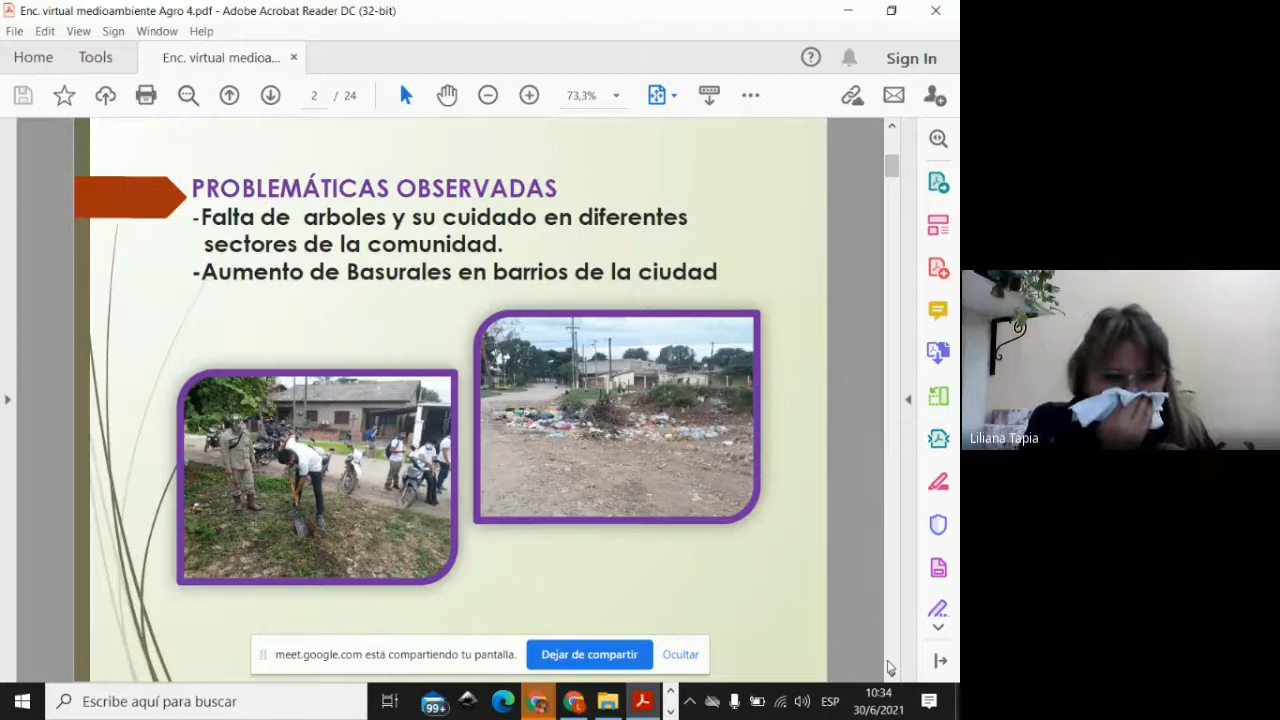 Enc. virtual medioambiente Agro 4.pdf - Adobe Acrobat Reader DC (32-bit)
File Edit View Sign Window Help
Home Tools Enc. virtual medioa... × Sign In
2 / 24 73,3%
PROBLEMÁTICAS OBSERVADAS
-Falta de arboles y su cuidado en diferentes
sectores de la comunidad.
-Aumento de Basurales en barrios de la ciudad
Liliana Tapia
meet.google.com está compartiendo tu pantalla. Dejar de compartir Ocultar
Escribe aquí para buscar
99+
ESP
10:34
30/6/2021